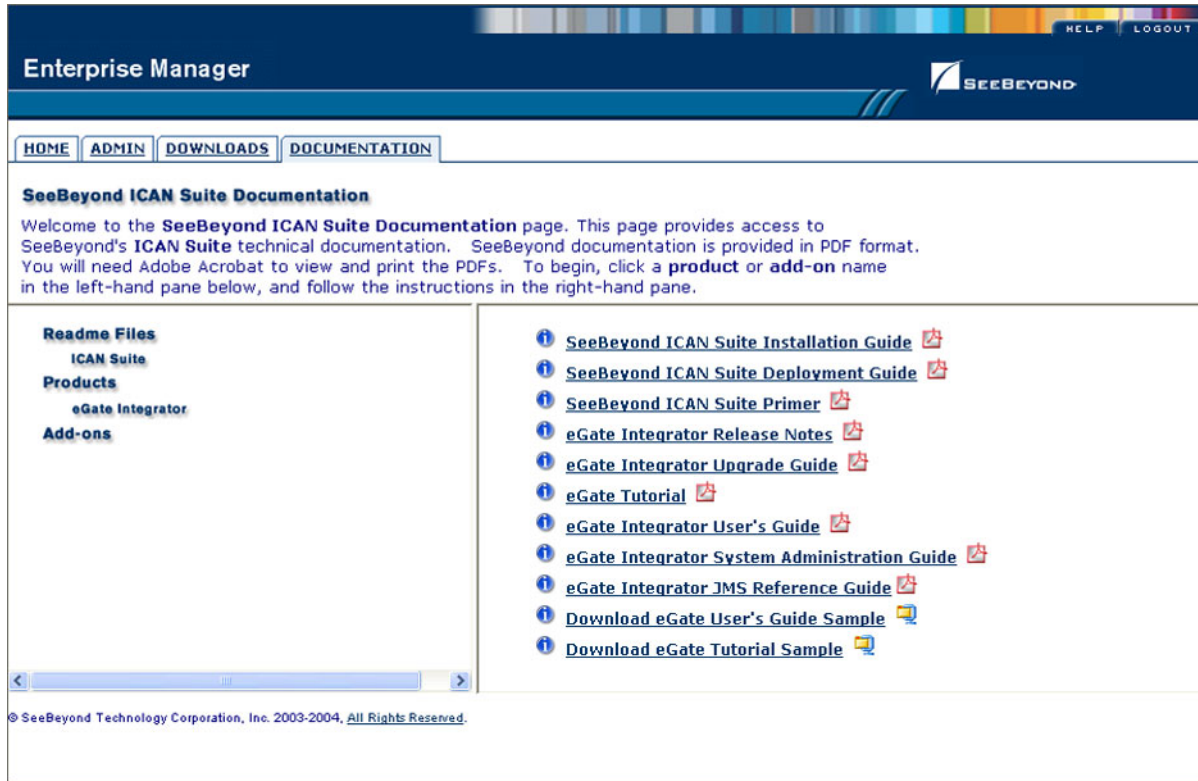 HELP LOGOUT
Enterprise Manager
SEEBEYOND
HOME ADMIN DOWNLOADS DOCUMENTATION
SeeBeyond ICAN Suite Documentation
Welcome to the SeeBeyond ICAN Suite Documentation page. This page provides access to
SeeBeyond's ICAN Suite technical documentation. SeeBeyond documentation is provided in PDF format.
You will need Adobe Acrobat to view and print the PDFs. To begin, click a product or add-on name
in the left-hand pane below, and follow the instructions in the right-hand pane.
Readme Files
ICAN Suite
Products
eGate Integrator
Add-ons
SeeBeyond ICAN Suite Installation Guide
SeeBeyond ICAN Suite Deployment Guide
SeeBeyond ICAN Suite Primer
eGate Integrator Release Notes
eGate Integrator Upgrade Guide
eGate Tutorial
eGate Integrator User's Guide
eGate Integrator System Administration Guide
eGate Integrator JMS Reference Guide
Download eGate User's Guide Sample
Download eGate Tutorial Sample
© SeeBeyond Technology Corporation, Inc. 2003-2004, All Rights Reserved.